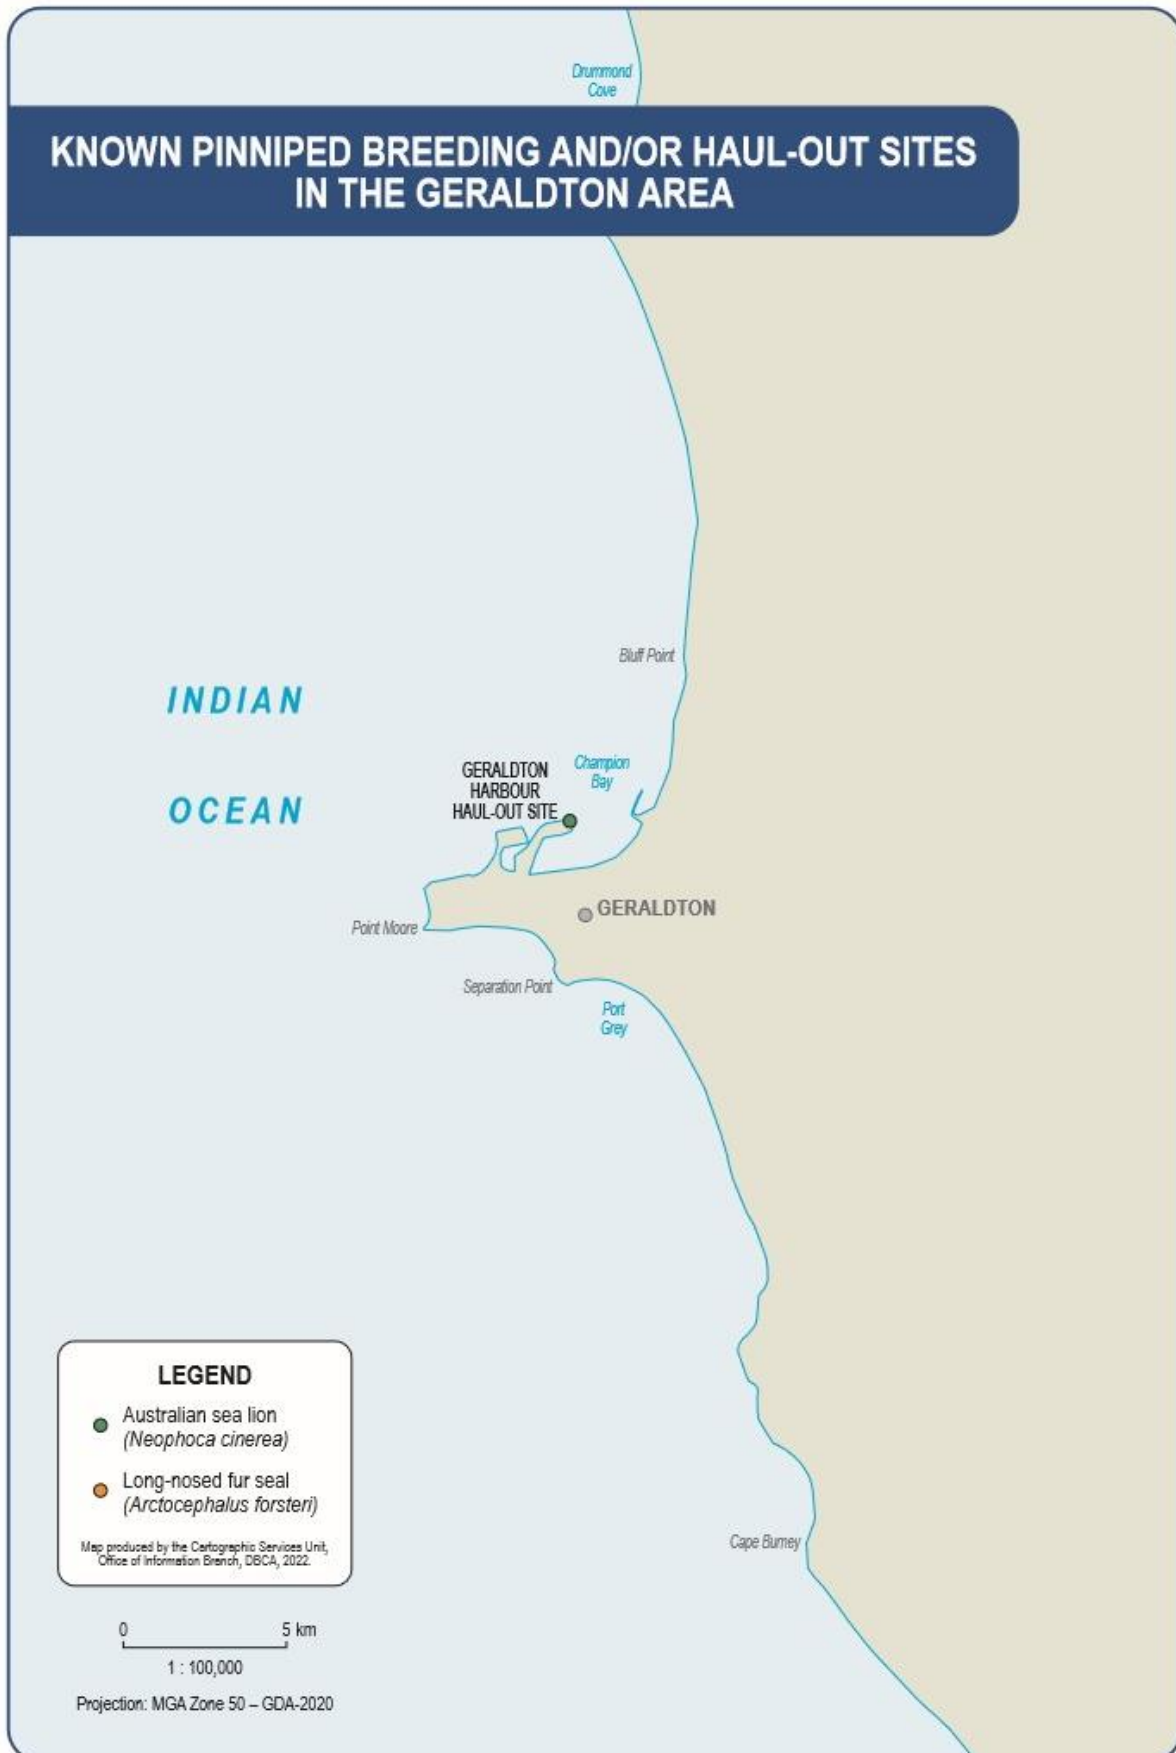 Drummond
Cove
KNOWN PINNIPED BREEDING AND/OR HAUL-OUT SITES
IN THE GERALDTON AREA
Bluff Point
INDIAN
OCEAN
Champion
Bay
GERALDTON
HARBOUR
HAUL-OUT SITE
GERALDTON
Point Moore
Separation Point
Port
Grey
LEGEND
Australian sea lion
(Neophoca cinerea)
Long-nosed fur seal
(Arctocephalus forsteri)
Map produced by the Cartographic Services Unit,
Office of Information Branch, DBCA, 2022.
Cape Burney
0 5 km
1 : 100,000
Projection: MGA Zone 50 – GDA-2020